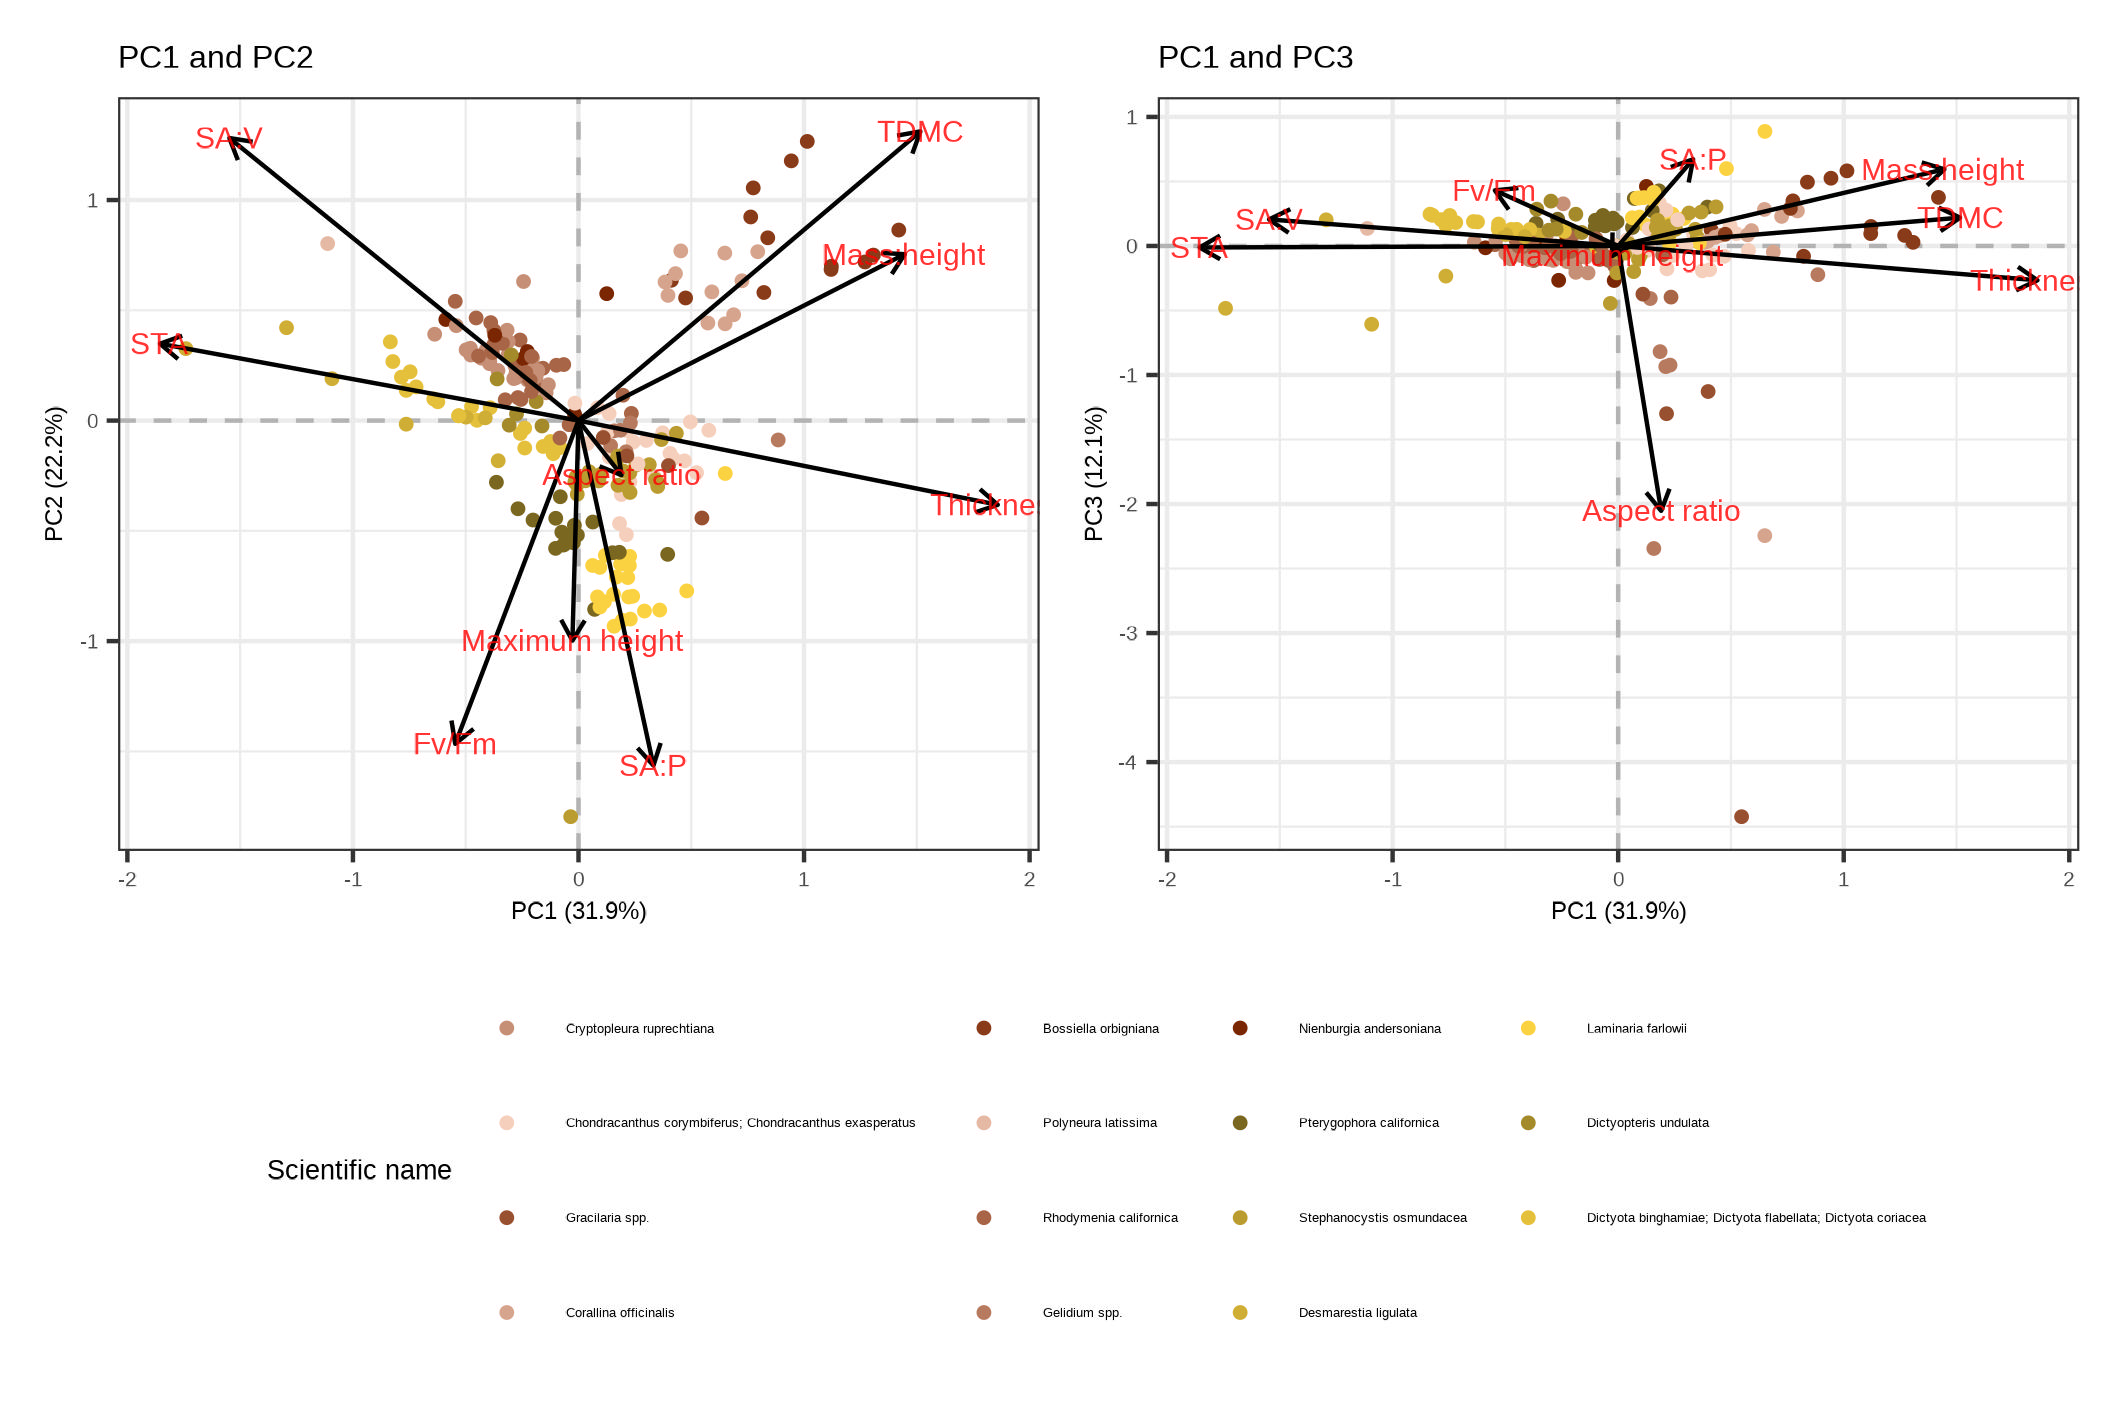 PC1 and PC2
SA:V
TDMC
Mass:height
STA
Aspect ratio
Thickne
Maximum height
Fv/Fm
SA:P
1
0
-1
-2
-1
0
1
2
PC2 (22.2%)
PC1 (31.9%)
PC1 and PC3
SA:P
Mass:height
Fv/Fm
SA:V
TDMC
STA
Maximum height
Thickne
Aspect ratio
1
0
-1
-2
-3
-4
-2
-1
0
1
2
PC3 (12.1%)
PC1 (31.9%)
Scientific name
Cryptopleura ruprechtiana
Bossiella orbigniana
Nienburgia andersoniana
Laminaria farlowii
Chondracanthus corymbiferus; Chondracanthus exasperatus
Polyneura latissima
Pterygophora californica
Dictyopteris undulata
Gracilaria spp.
Rhodymenia californica
Stephanocystis osmundacea
Dictyota binghamiae; Dictyota flabellata; Dictyota coriacea
Corallina officinalis
Gelidium spp.
Desmarestia ligulata